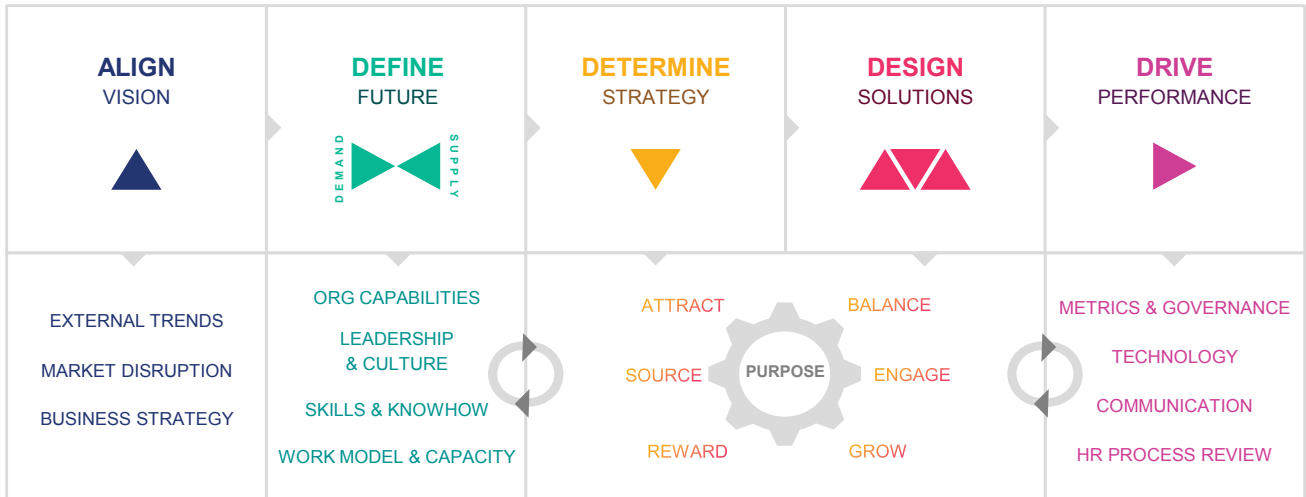 ALIGN
VISION
DEFINE
FUTURE
DEMAND
SUPPLY
DETERMINE
STRATEGY
DESIGN
SOLUTIONS
DRIVE
PERFORMANCE
EXTERNAL TRENDS
MARKET DISRUPTION
BUSINESS STRATEGY
ORG CAPABILITIES
LEADERSHIP
& CULTURE
SKILLS & KNOWHOW
WORK MODEL & CAPACITY
ATTRACT
BALANCE
SOURCE
PURPOSE
ENGAGE
REWARD
GROW
METRICS & GOVERNANCE
TECHNOLOGY
COMMUNICATION
HR PROCESS REVIEW